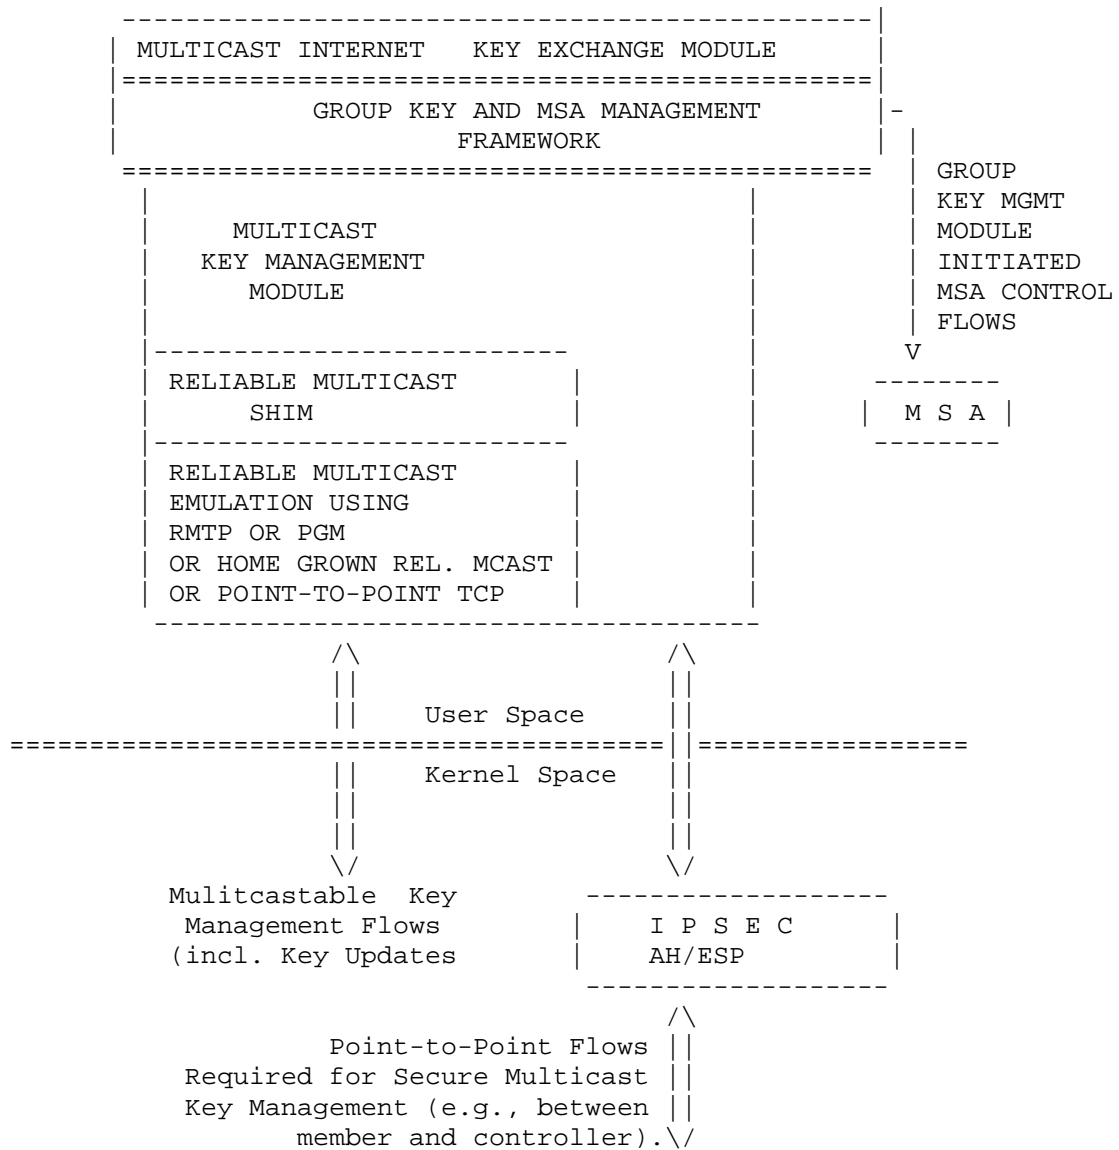 MULTICAST INTERNET KEY EXCHANGE MODULE
GROUP KEY AND MSA MANAGEMENT
FRAMEWORK
GROUP
KEY MGMT
MODULE
INITIATED
MSA CONTROL
FLOWS
V
MULTICAST
KEY MANAGEMENT
MODULE
RELIABLE MULTICAST
SHIM
M S A
RELIABLE MULTICAST
EMULATION USING
RMTP OR PGM
OR HOME GROWN REL. MCAST
OR POINT-TO-POINT TCP
User Space
Kernel Space
Mulitcastable Key
Management Flows
(incl. Key Updates
I P S E C
AH/ESP
Point-to-Point Flows
Required for Secure Multicast
Key Management (e.g., between
member and controller).